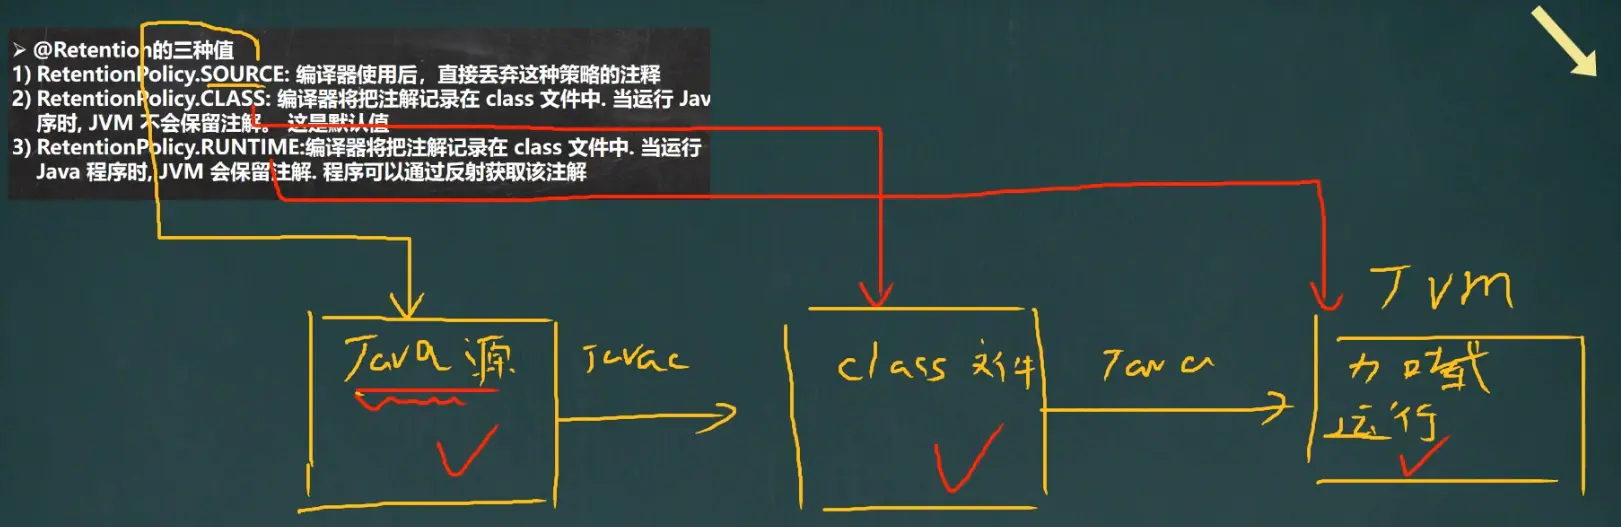 ➢ @Retention的三种值
1) RetentionPolicy.SOURCE: 编译器使用后，直接丢弃这种策略的注释
2) RetentionPolicy.CLASS: 编译器将把注解记录在 class 文件中. 当运行 Jav
序时, JVM 不会保留注解。 这是默认值
3) RetentionPolicy.RUNTIME:编译器将把注解记录在 class 文件中. 当运行
Java 程序时, JVM 会保留注解. 程序可以通过反射获取该注解
JVM
Java源
Javac
class 文件
Java
加载
运行